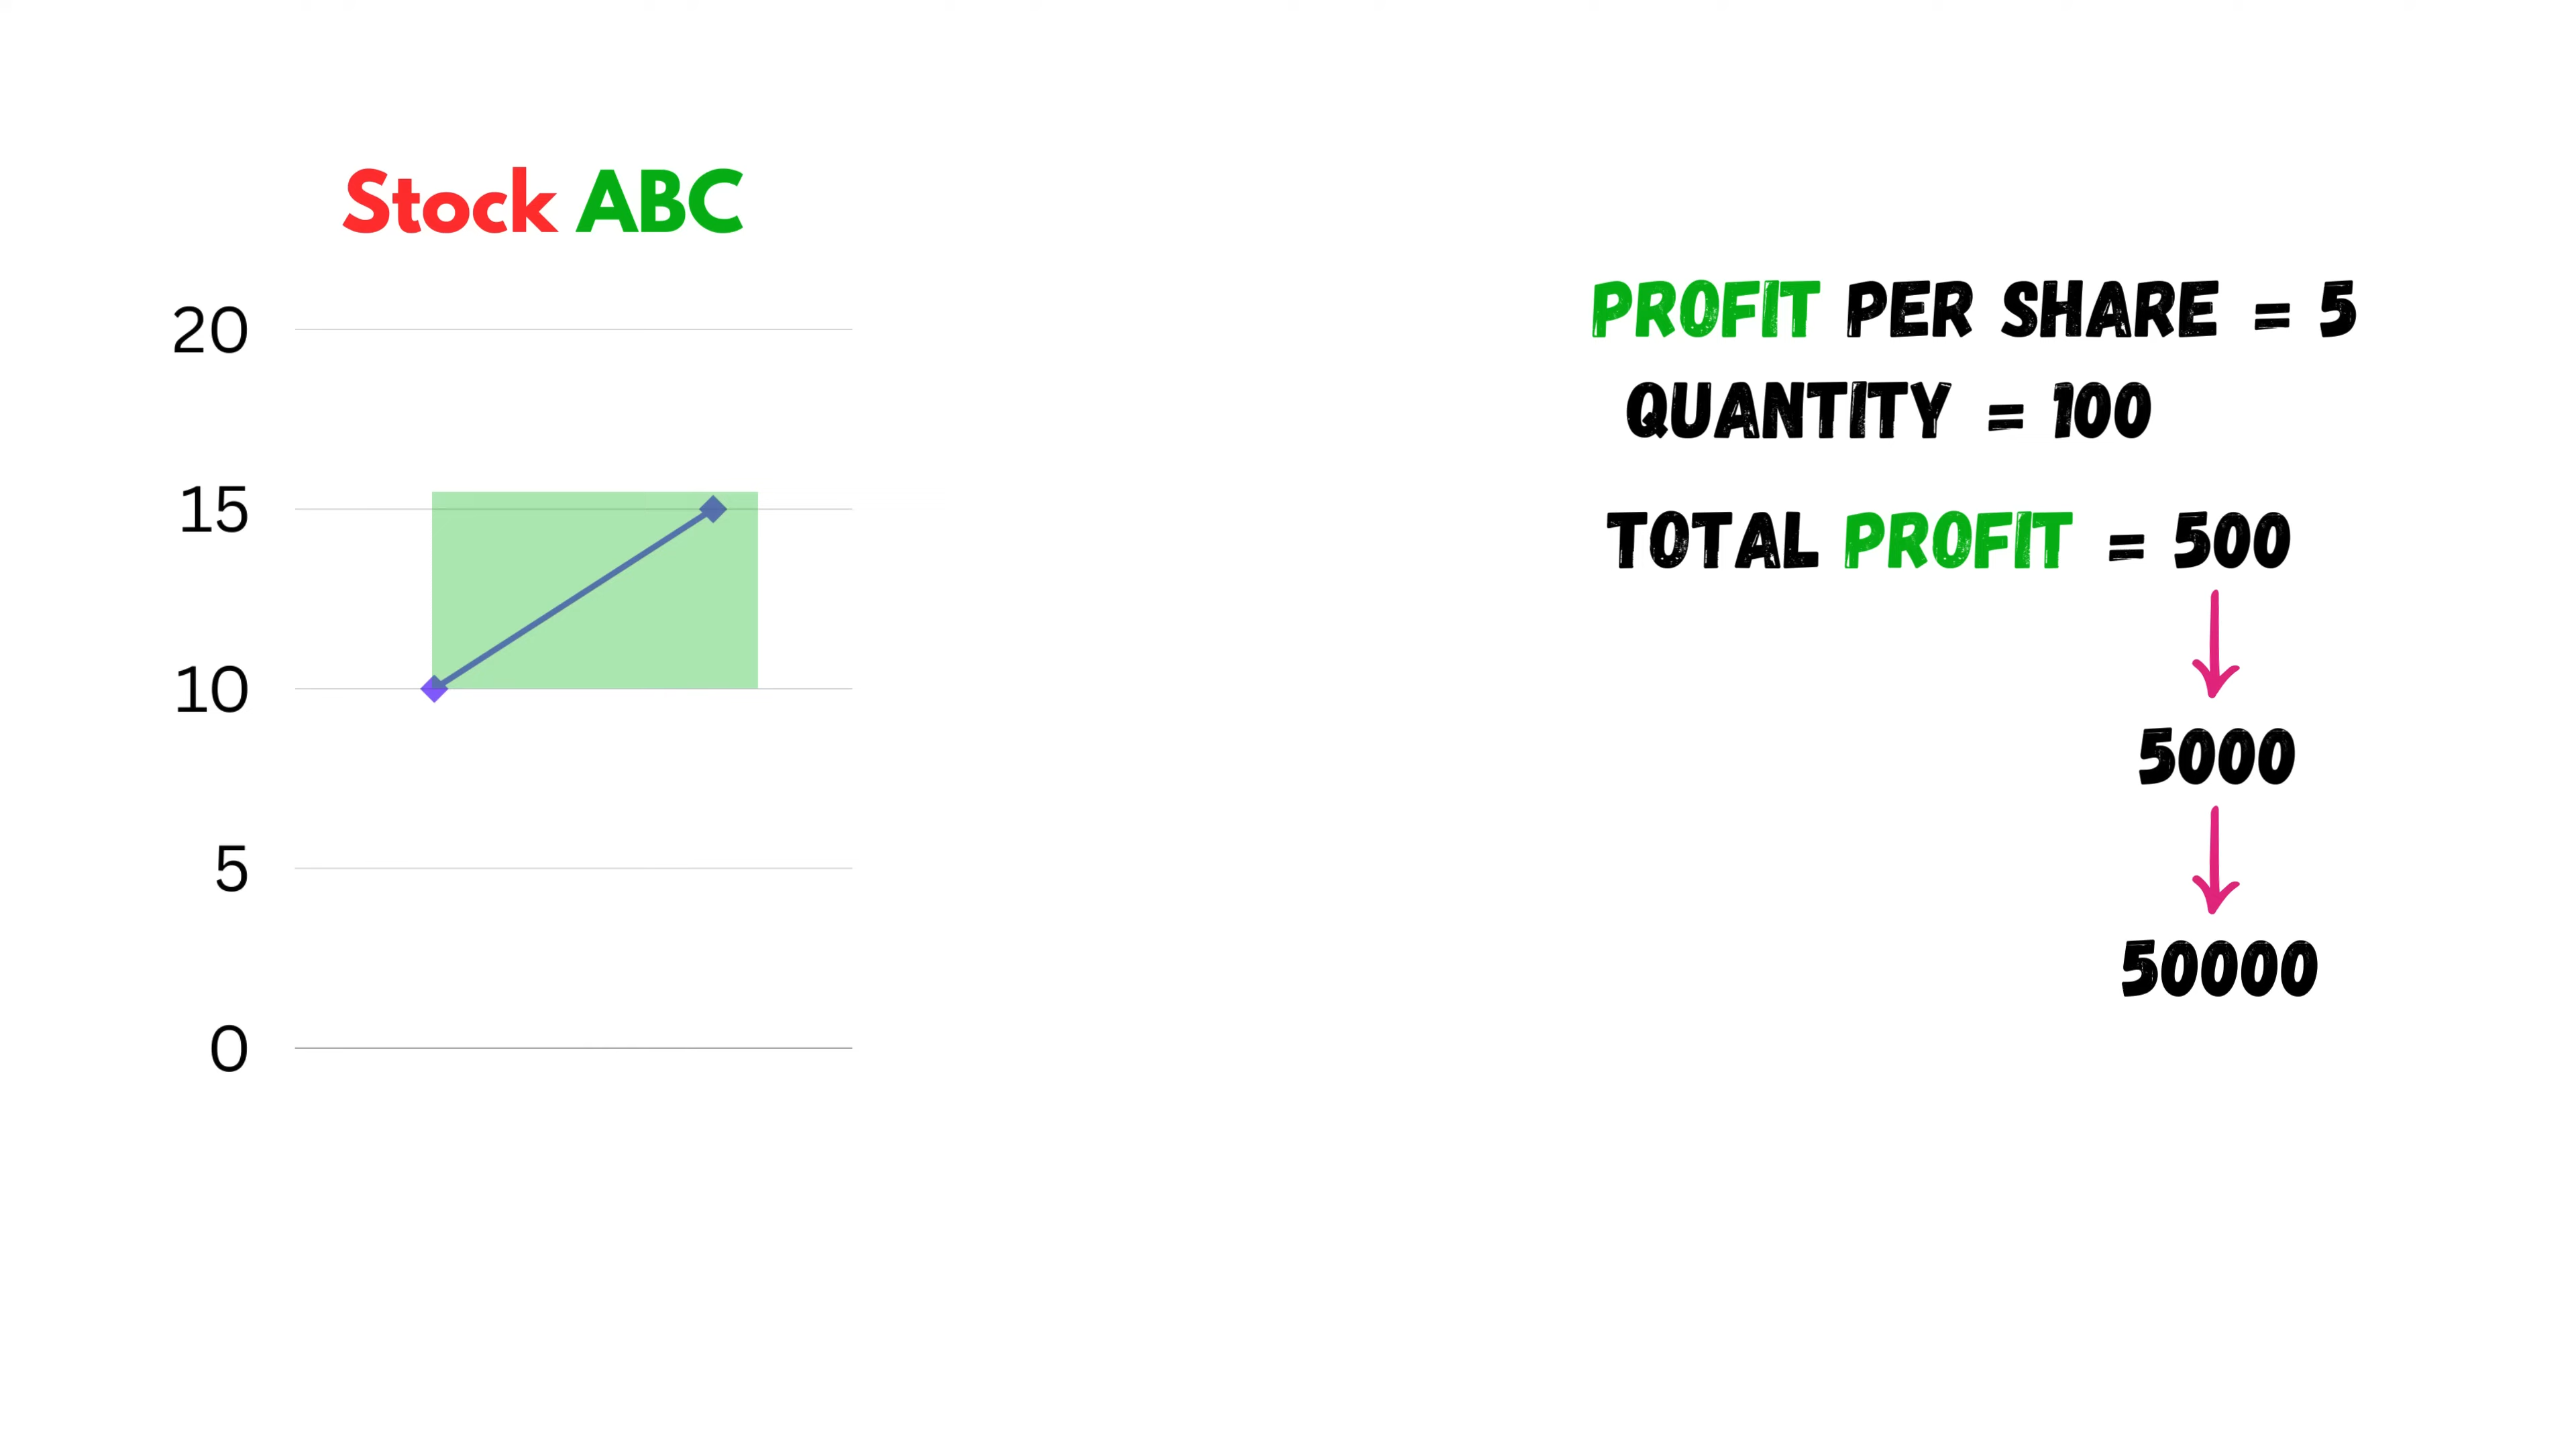 Stock ABC
20
15
10
5
0
PROFIT PER SHARE = 5
QUANTITY = 100
TOTAL PROFIT = 500
5000
50000